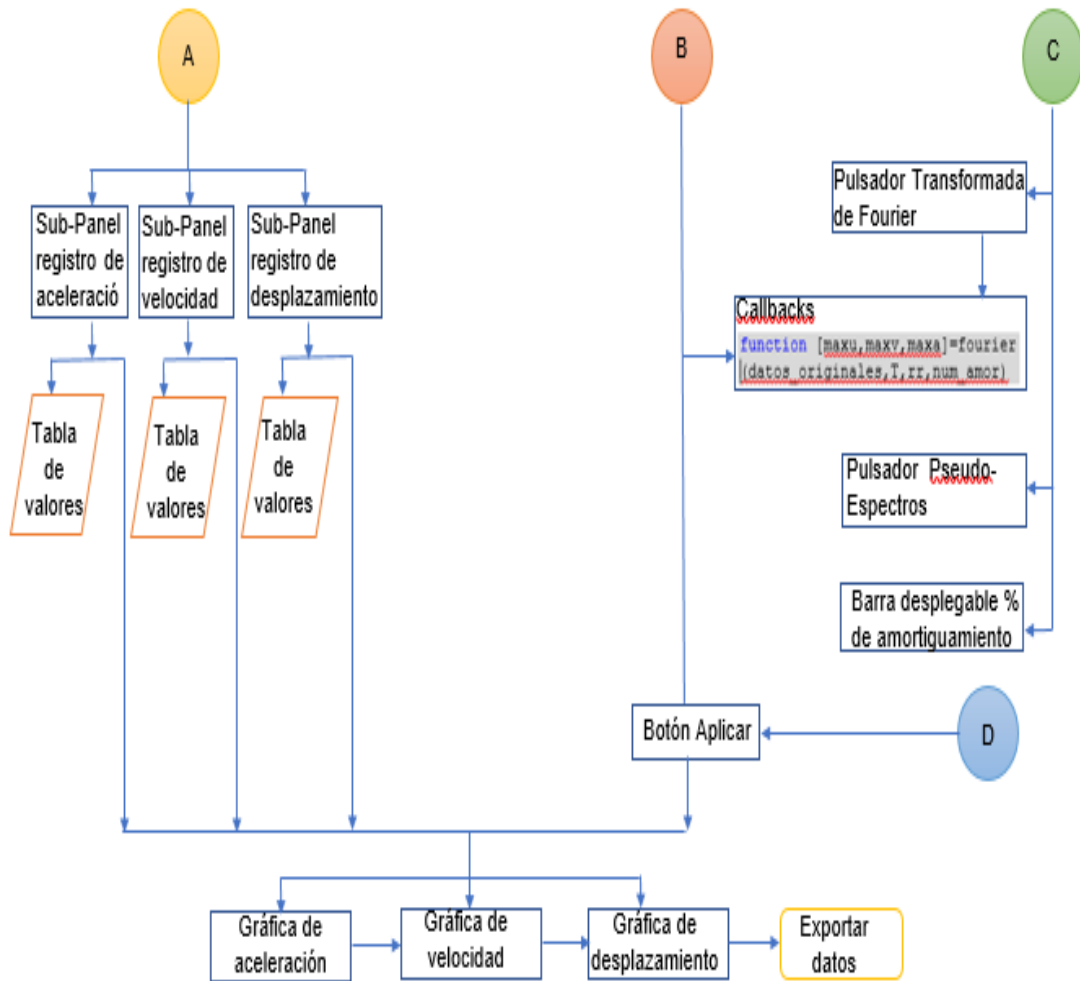 A
B
C
Sub-Panel
registro de
aceleració
Sub-Panel
registro de
velocidad
Sub-Panel
registro de
desplazamiento
Pulsador Transformada
de Fourier
Callbacks
function [maxu,maxv,maxa]=fourier
(datos_originales,T,rr,num_amor)
Tabla
de
valores
Tabla
de
valores
Tabla
de
valores
Pulsador Pseudo-
Espectros
Barra desplegable %
de amortiguamiento
Botón Aplicar
D
Gráfica de
aceleración
Gráfica de
velocidad
Gráfica de
desplazamiento
Exportar
datos